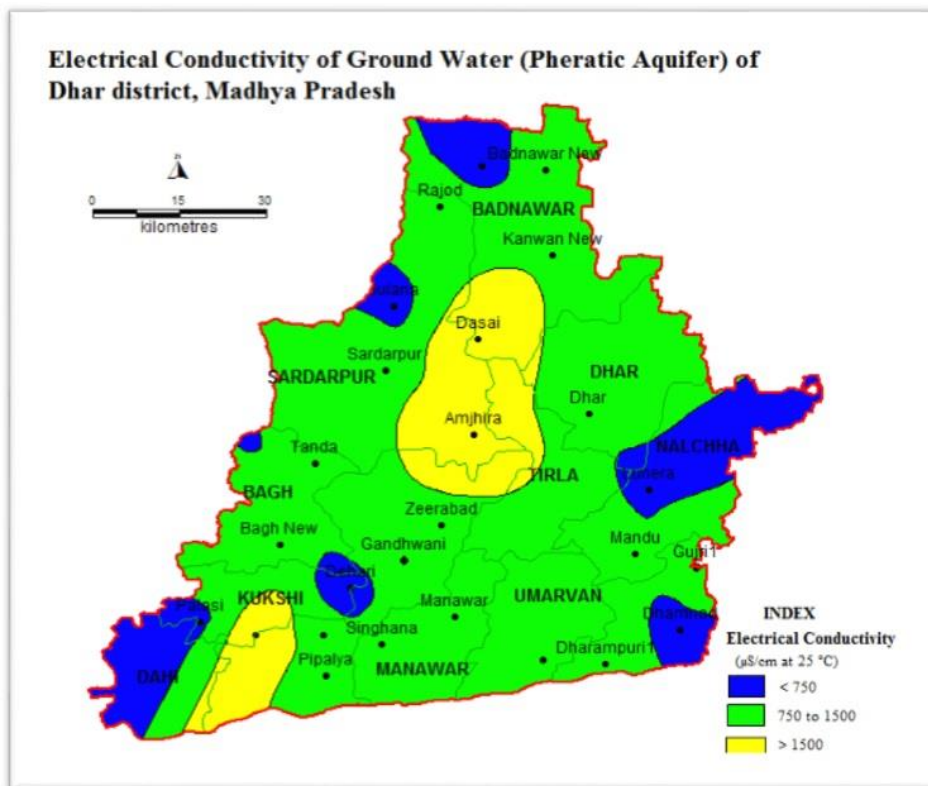 Electrical Conductivity of Ground Water (Pheratic Aquifer) of
Dhar district, Madhya Pradesh
0 15 30
kilometres
Badnawar New
Rajod
BADNAWAR
Kanwan New
Dasai
Sardarpur
SARDARPUR
DHAR
Dhar
Amjhira
NALCHHA
Tanda
TIRLA
BAGH
Zeerabad
Bagh New
Gandhwani
Mandu
Gujri1
KUKSHI
Manawar
UMARVAN
Singhana
Dharampuri1
Pipalya
MANAWAR
DAHI
INDEX
Electrical Conductivity
(µS/cm at 25 °C)
< 750
750 to 1500
> 1500